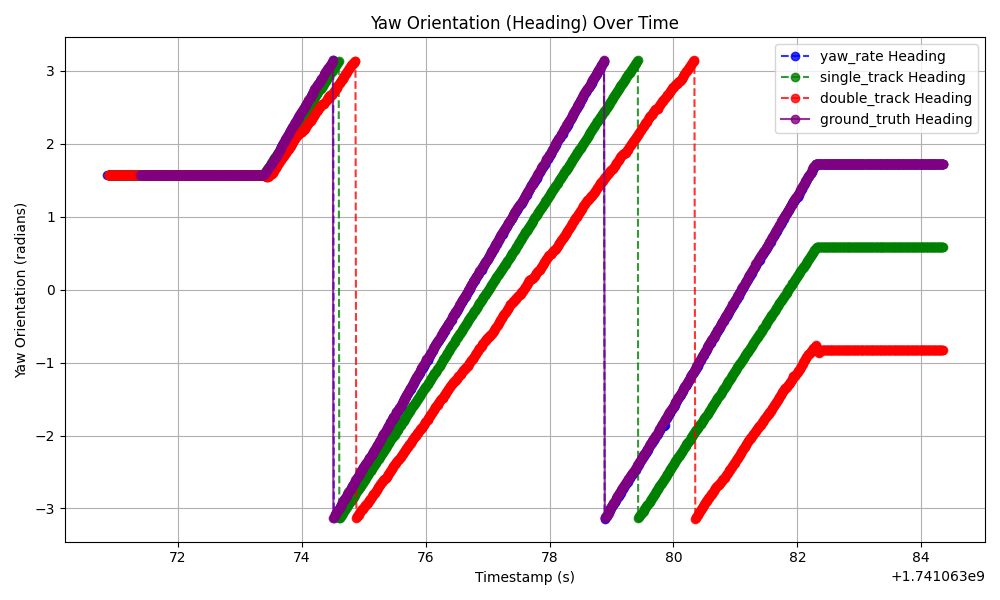 Yaw Orientation (Heading) Over Time
yaw_rate Heading
single_track Heading
double_track Heading
ground_truth Heading
Yaw Orientation (radians)
3
2
1
0
−1
−2
−3
72
74
76
78
80
82
84
Timestamp (s)
+1.741063e9